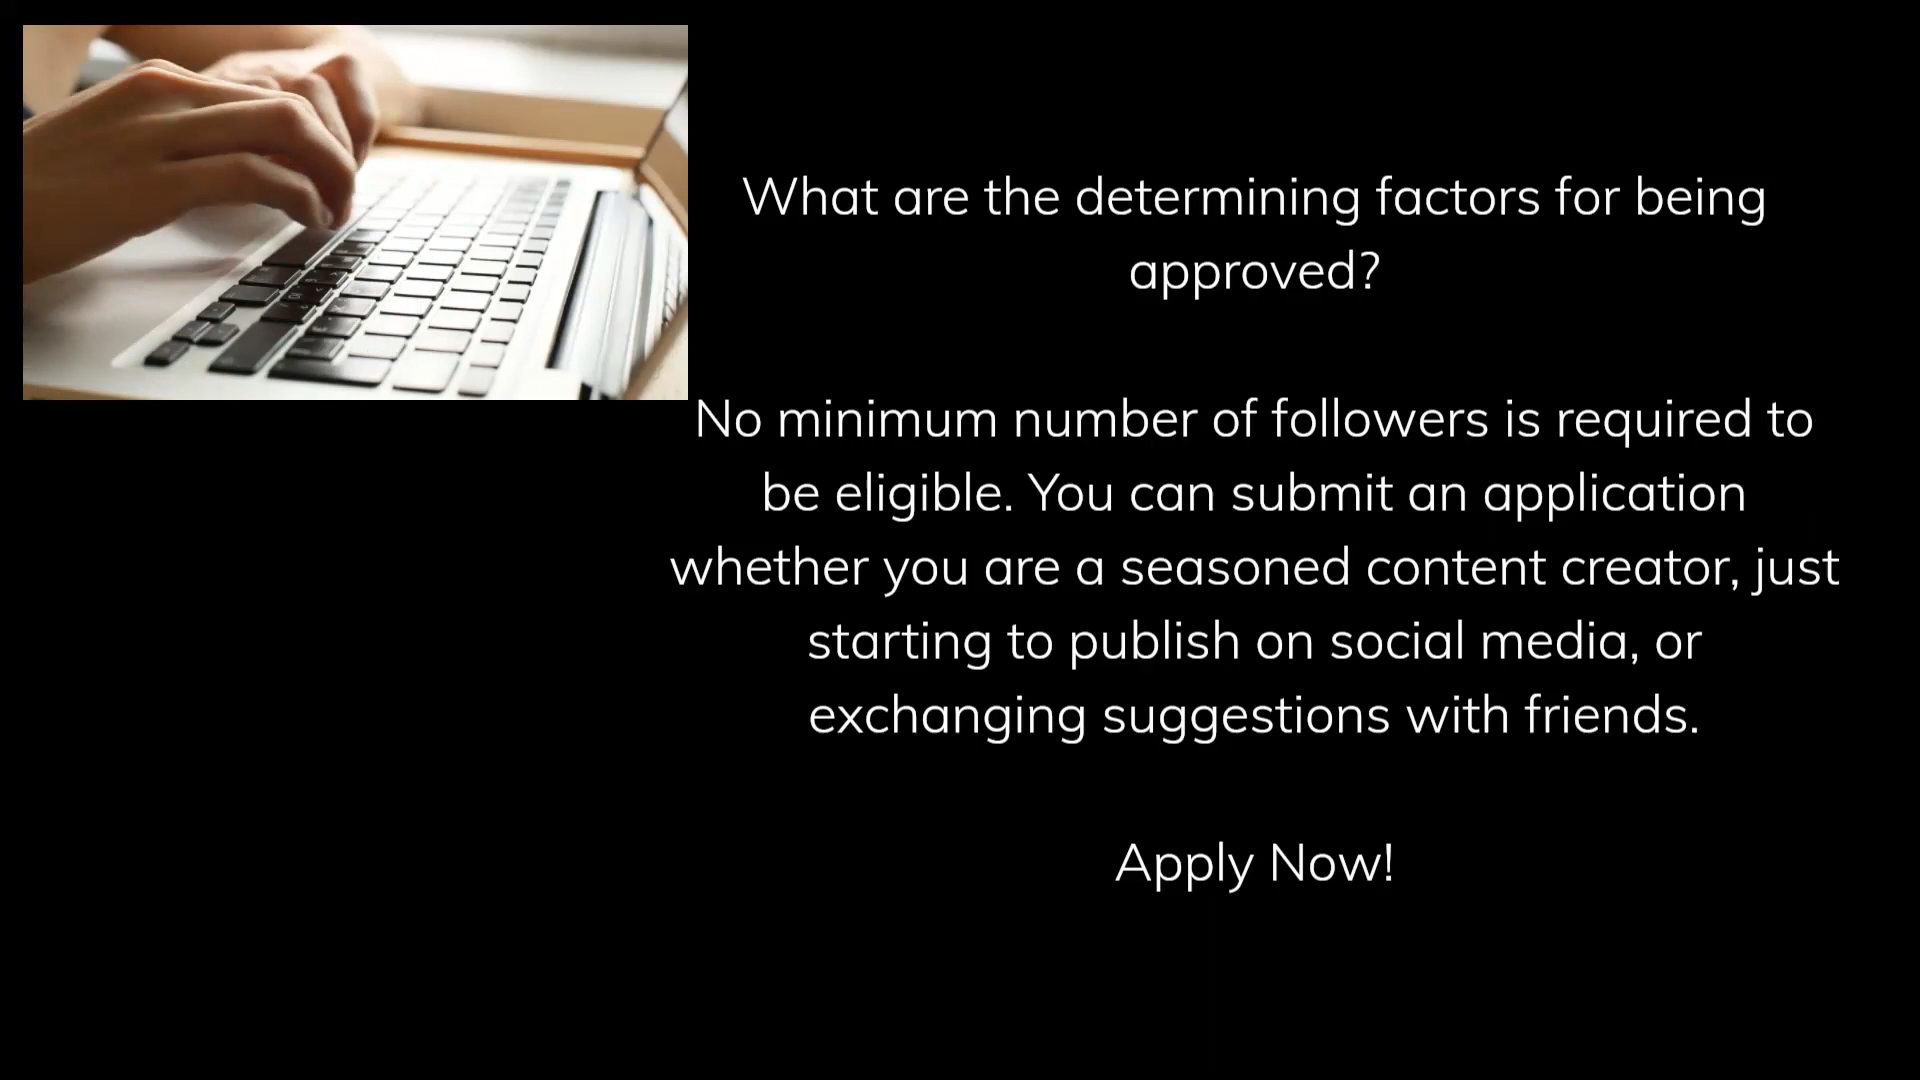 What are the determining factors for being
approved?
No minimum number of followers is required to
be eligible. You can submit an application
whether you are a seasoned content creator, just
starting to publish on social media, or
exchanging suggestions with friends.
Apply Now!